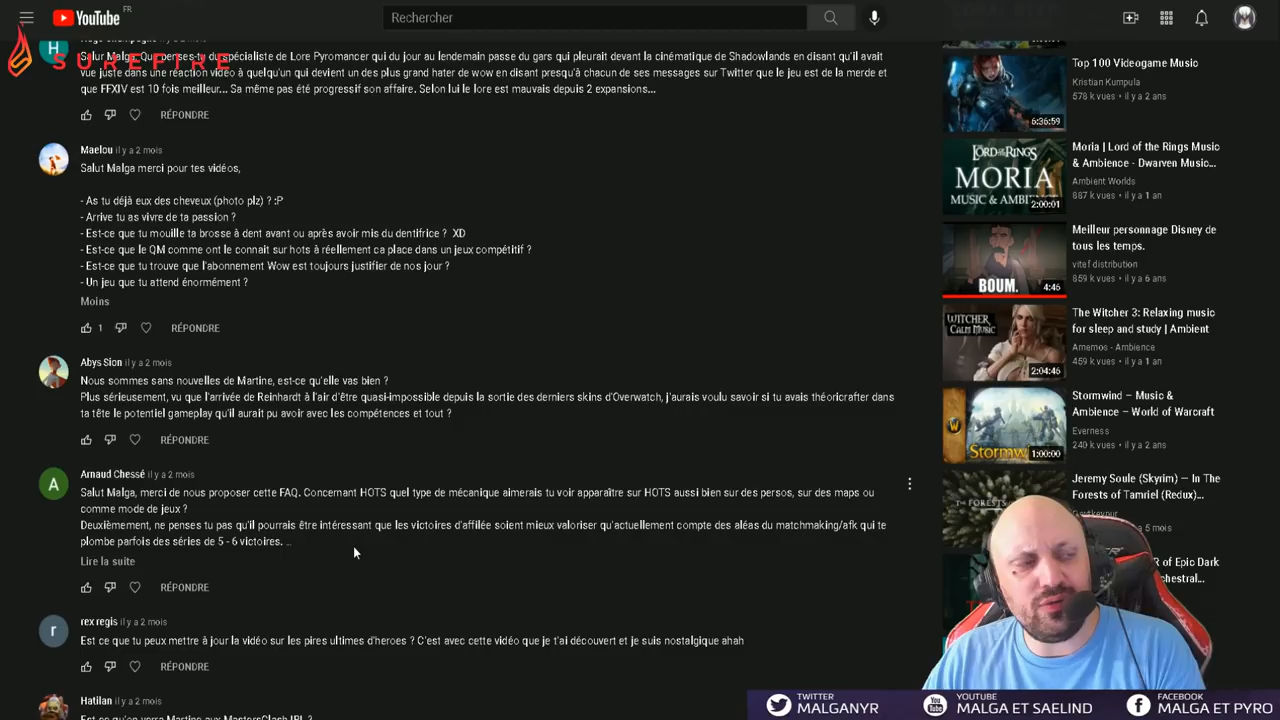 YouTube FR
Rechercher
SUREFIRE
Salur Malga. Que penses-tu du spécialiste de Lore Pyromancer qui du jour au lendemain passe du gars qui pleurait devant la cinématique de Shadowlands en disant qu'il avait
vue juste dans une réaction vidéo à quelqu'un qui devient un des plus grand hater de wow en disant presqu'à chacun de ses messages sur Twitter que le jeu est de la merde et
que FFXIV est 10 fois meilleur... Sa même pas été progressif son affaire. Selon lui le lore est mauvais depuis 2 expansions...
RÉPONDRE
Maelou il y a 2 mois
Salut Malga merci pour tes vidéos,
- As tu déjà eux des cheveux (photo plz) ? :P
- Arrive tu as vivre de ta passion ?
- Est-ce que tu mouille ta brosse à dent avant ou après avoir mis du dentifrice ? XD
- Est-ce que le QM comme ont le connait sur hots à réellement ca place dans un jeux compétitif ?
- Est-ce que tu trouve que l'abonnement Wow est toujours justifier de nos jour ?
- Un jeu que tu attend énormément ?
Moins
1 RÉPONDRE
Abys Sion il y a 2 mois
Nous sommes sans nouvelles de Martine, est-ce qu'elle vas bien ?
Plus sérieusement, vu que l'arrivée de Reinhardt à l'air d'être quasi-impossible depuis la sortie des derniers skins d'Overwatch, j'aurais voulu savoir si tu avais théoricrafter dans
ta tête le potentiel gameplay qu'il aurait pu avoir avec les compétences et tout ?
RÉPONDRE
A
Arnaud Chessé il y a 2 mois
Salut Malga, merci de nous proposer cette FAQ. Concernant HOTS quel type de mécanique aimerais tu voir apparaître sur HOTS aussi bien sur des persos, sur des maps ou
comme mode de jeux ?
Deuxièmement, ne penses tu pas qu'il pourrais être intéressant que les victoires d'affilée soient mieux valoriser qu'actuellement compte des aléas du matchmaking/afk qui te
plombe parfois des séries de 5 - 6 victoires. ...
Lire la suite
RÉPONDRE
r
rex regis il y a 2 mois
Est ce que tu peux mettre à jour la vidéo sur les pires ultimes d'heroes ? C'est avec cette vidéo que je t'ai découvert et je suis nostalgique ahah
RÉPONDRE
Hatilan il y a 2 mois
6:36:59
Top 100 Videogame Music
Kristian Kumpula
578 k vues • il y a 2 ans
LORD OF THE RINGS
MORIA
MUSIC & AMBIENCE
2:00:01
Moria | Lord of the Rings Music
& Ambience - Dwarven Music...
Ambient Worlds
887 k vues • il y a 1 an
BOUM.
4:46
Meilleur personnage Disney de
tous les temps.
vitef distribution
859 k vues • il y a 6 ans
WITCHER
CALM MUSIC
2:04:46
The Witcher 3: Relaxing music
for sleep and study | Ambient
Amemos - Ambience
459 k vues • il y a 1 an
1:00:00
Stormwind – Music &
Ambience – World of Warcraft
Everness
240 k vues • il y a 2 ans
THE FORESTS OF
Jeremy Soule (Skyrim) — In The
Forests of Tamriel (Redux)...
5 mois
of Epic Dark
TWITTER
MALGANYR
YOUTUBE
MALGA ET SAELIND
FACEBOOK
MALGA ET PYRO